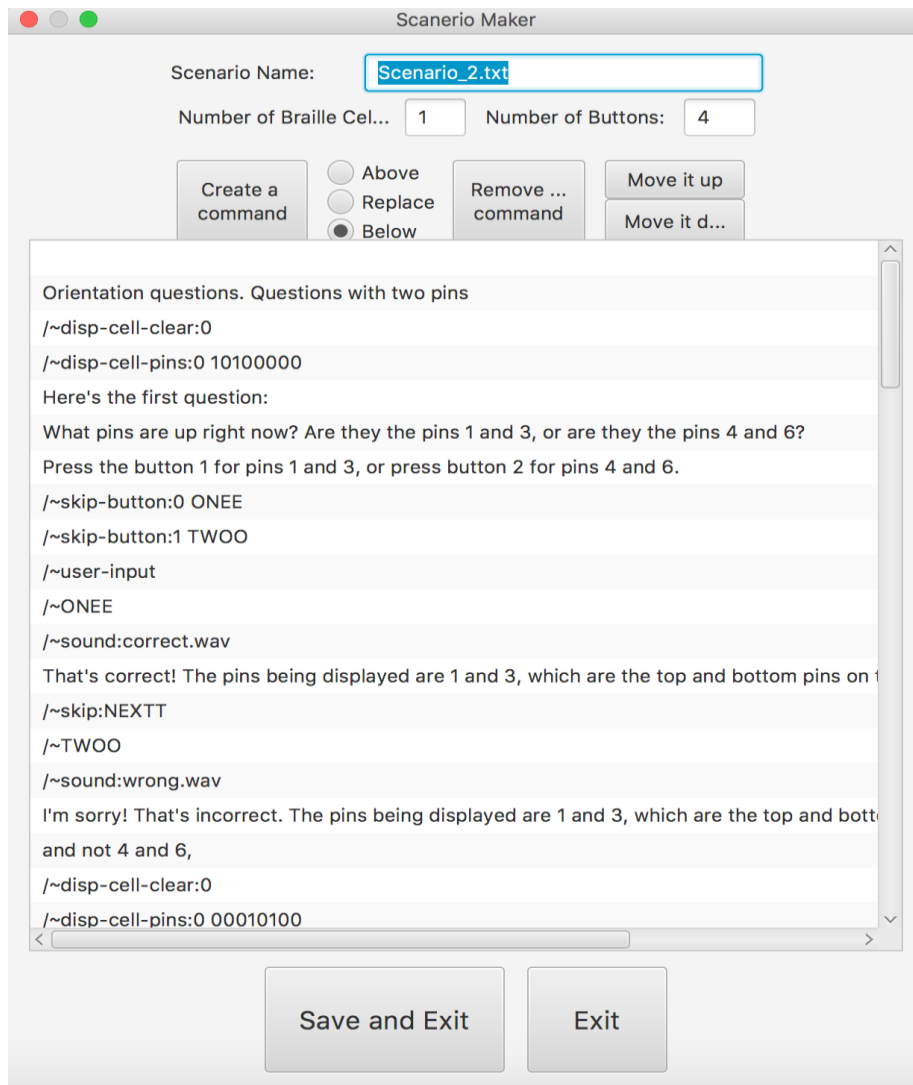 Scanerio Maker
Scenario Name: Scenario_2.txt
Number of Braille Cel... 1 Number of Buttons: 4
Create a command
Above
Replace
Below
Remove ... command
Move it up
Move it d...
Orientation questions. Questions with two pins
/~disp-cell-clear:0
/~disp-cell-pins:0 10100000
Here's the first question:
What pins are up right now? Are they the pins 1 and 3, or are they the pins 4 and 6?
Press the button 1 for pins 1 and 3, or press button 2 for pins 4 and 6.
/~skip-button:0 ONEE
/~skip-button:1 TWOO
/~user-input
/~ONEE
/~sound:correct.wav
That's correct! The pins being displayed are 1 and 3, which are the top and bottom pins on
/~skip:NEXTT
/~TWOO
/~sound:wrong.wav
I'm sorry! That's incorrect. The pins being displayed are 1 and 3, which are the top and
and not 4 and 6,
/~disp-cell-clear:0
/~disp-cell-pins:0 00010100
Save and Exit
Exit